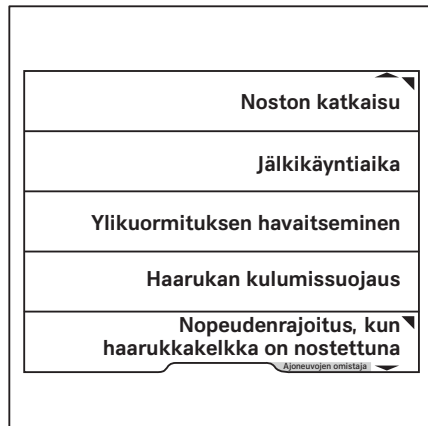 Noston katkaisu
Jälkikäyntiaika
Ylikuormituksen havaitseminen
Haarukan kulumissuojaus
Nopeudenrajoitus, kun
haarukkakelkka on nostettuna
Ajoneuvojen omistaja